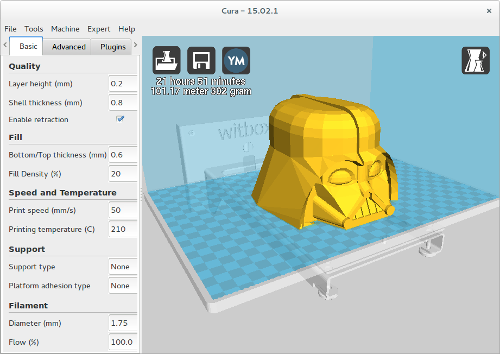 Cura - 15.02.1
File Tools Machine Expert Help
Basic Advanced Plugins
Quality
Layer height (mm) 0.2
Shell thickness (mm) 0.8
Enable retraction
Fill
Bottom/Top thickness (mm) 0.6
Fill Density (%) 20
Speed and Temperature
Print speed (mm/s) 50
Printing temperature (C) 210
Support
Support type None
Platform adhesion type None
Filament
Diameter (mm) 1.75
Flow (%) 100.0
YM
21 hours 51 minutes
101.17 meter 302 gram
witbox